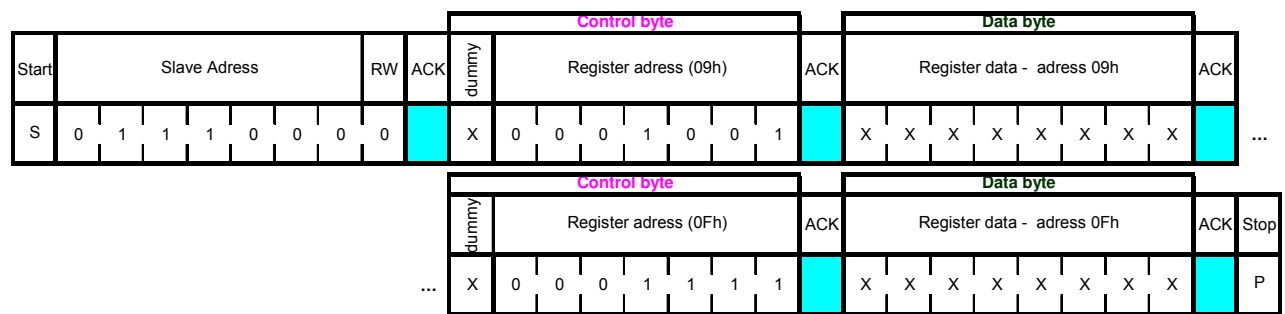 Control byte Data byte
Start Slave Adress RW ACK dummy Register adress (09h) ACK Register data - adress 09h ACK
S 0 1 1 1 0 0 0 0 X 0 0 0 1 0 0 1 X X X X X X X X ...
Control byte Data byte
dummy Register adress (0Fh) ACK Register data - adress 0Fh ACK Stop
... X 0 0 0 1 1 1 1 X X X X X X X X P